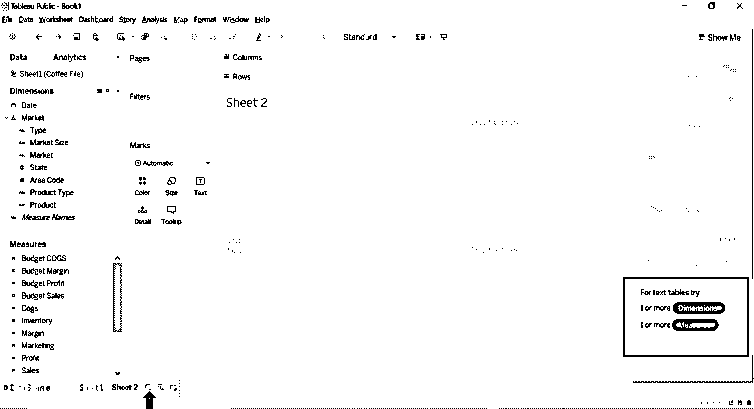 Tableau Public - Book1
File Data Worksheet Dashboard Story Analysis Map Format Window Help
Standard
Show Me
Data Analytics
Pages
Columns
Sheet1 (Coffee File)
Rows
Dimensions
Filters
Sheet 2
Date
Market
Type
Market Size
Marks
Market
Automatic
State
Area Code
Product Type
Color Size Text
Product
Measure Names
Detail Tooltip
Measures
Budget COGS
Budget Margin
Budget Profit
Budget Sales
Cogs
Inventory
Margin
Marketing
Profit
Sales
For text tables try
1 or more Dimensions
1 or more Measures
Sheet1 Sheet 2